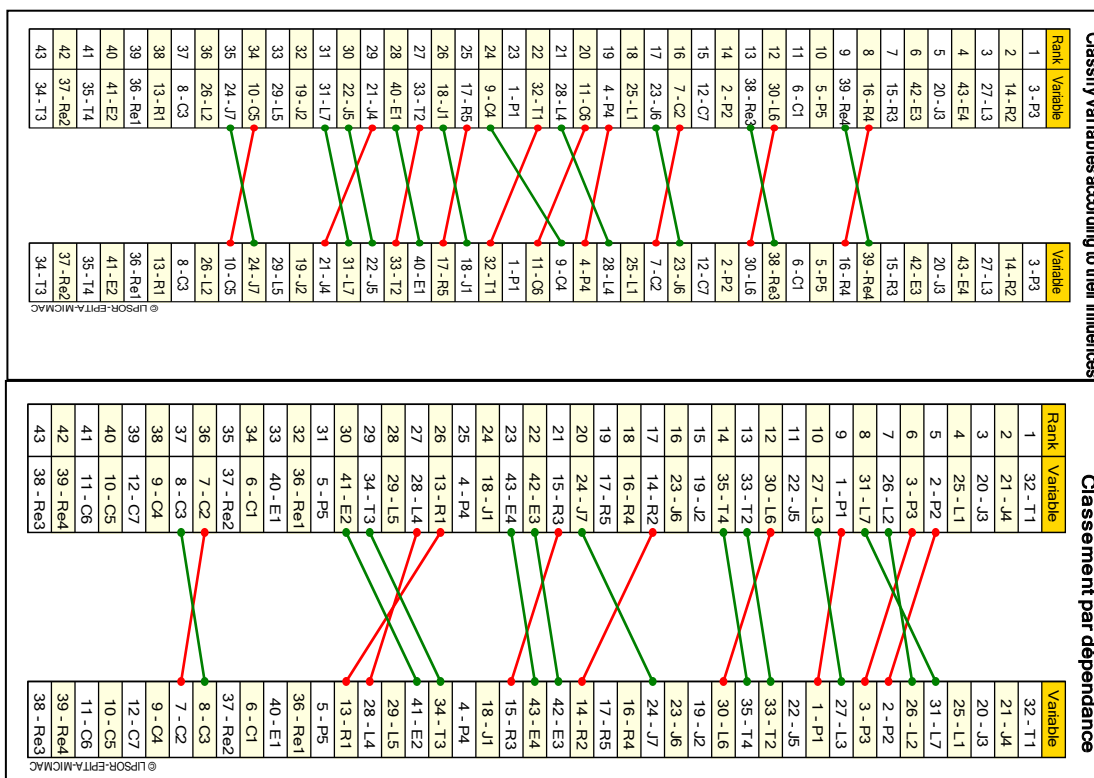 Classify variables according to their influences
Rank Variable Variable
1 3 - P3 3 - P3
2 14 - R2 14 - R2
3 27 - L3 27 - L3
4 43 - E4 43 - E4
5 20 - J3 20 - J3
6 42 - E3 42 - E3
7 15 - R3 15 - R3
8 16 - R4 39 - Re4
9 39 - Re4 16 - R4
10 5 - P5 5 - P5
11 6 - C1 6 - C1
12 30 - L6 38 - Re3
13 38 - Re3 30 - L6
14 2 - P2 2 - P2
15 12 - C7 12 - C7
16 7 - C2 23 - J6
17 23 - J6 7 - C2
18 25 - L1 25 - L1
19 4 - P4 28 - L4
20 11 - C6 4 - P4
21 28 - L4 9 - C4
22 32 - T1 11 - C6
23 1 - P1 1 - P1
24 9 - C4 32 - T1
25 17 - R5 18 - J1
26 18 - J1 17 - R5
27 33 - T2 40 - E1
28 40 - E1 33 - T2
29 21 - J4 22 - J5
30 22 - J5 31 - L7
31 31 - L7 21 - J4
32 19 - J2 19 - J2
33 29 - L5 29 - L5
34 10 - C5 24 - J7
35 24 - J7 10 - C5
36 26 - L2 26 - L2
37 8 - C3 8 - C3
38 13 - R1 13 - R1
39 36 - Re1 36 - Re1
40 41 - E2 41 - E2
41 35 - T4 35 - T4
42 37 - Re2 37 - Re2
43 34 - T3 34 - T3
© LIPSOR-EPITA-MICMAC
Classement par dépendance
Rank Variable Variable
1 32 - T1 32 - T1
2 21 - J4 21 - J4
3 20 - J3 20 - J3
4 25 - L1 25 - L1
5 2 - P2 31 - L7
6 3 - P3 26 - L2
7 26 - L2 2 - P2
8 31 - L7 3 - P3
9 1 - P1 27 - L3
10 27 - L3 1 - P1
11 22 - J5 22 - J5
12 30 - L6 33 - T2
13 33 - T2 35 - T4
14 35 - T4 30 - L6
15 19 - J2 19 - J2
16 23 - J6 23 - J6
17 14 - R2 24 - J7
18 16 - R4 16 - R4
19 17 - R5 17 - R5
20 24 - J7 14 - R2
21 15 - R3 42 - E3
22 42 - E3 43 - E4
23 43 - E4 15 - R3
24 18 - J1 18 - J1
25 4 - P4 4 - P4
26 13 - R1 34 - T3
27 28 - L4 41 - E2
28 29 - L5 29 - L5
29 34 - T3 28 - L4
30 41 - E2 13 - R1
31 5 - P5 5 - P5
32 36 - Re1 36 - Re1
33 40 - E1 40 - E1
34 6 - C1 6 - C1
35 37 - Re2 37 - Re2
36 7 - C2 8 - C3
37 8 - C3 7 - C2
38 9 - C4 9 - C4
39 12 - C7 12 - C7
40 10 - C5 10 - C5
41 11 - C6 11 - C6
42 39 - Re4 39 - Re4
43 38 - Re3 38 - Re3
© LIPSOR-EPITA-MICMAC